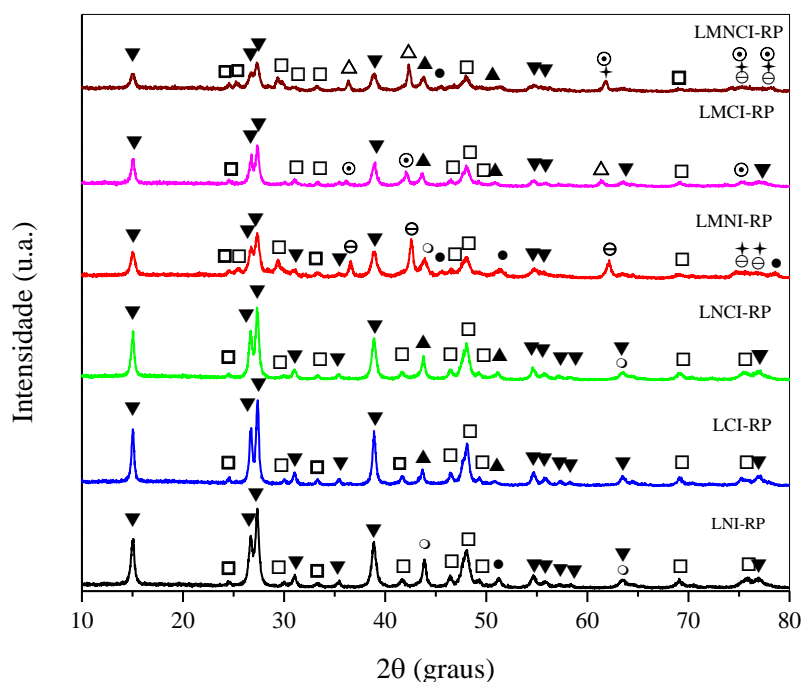 LMNCI-RP
LMCI-RP
LMNI-RP
LNCI-RP
LCI-RP
LNI-RP
Intensidade (u.a.)
10 20 30 40 50 60 70 80
2θ (graus)